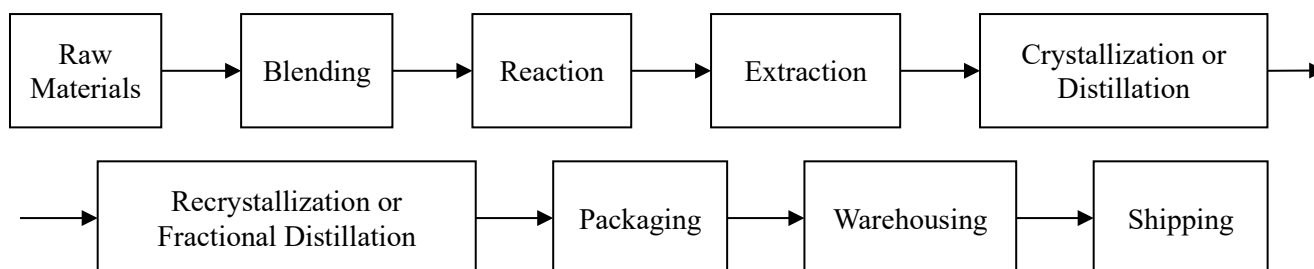 Raw
Materials
Blending
Reaction
Extraction
Crystallization or
Distillation
Recrystallization or
Fractional Distillation
Packaging
Warehousing
Shipping